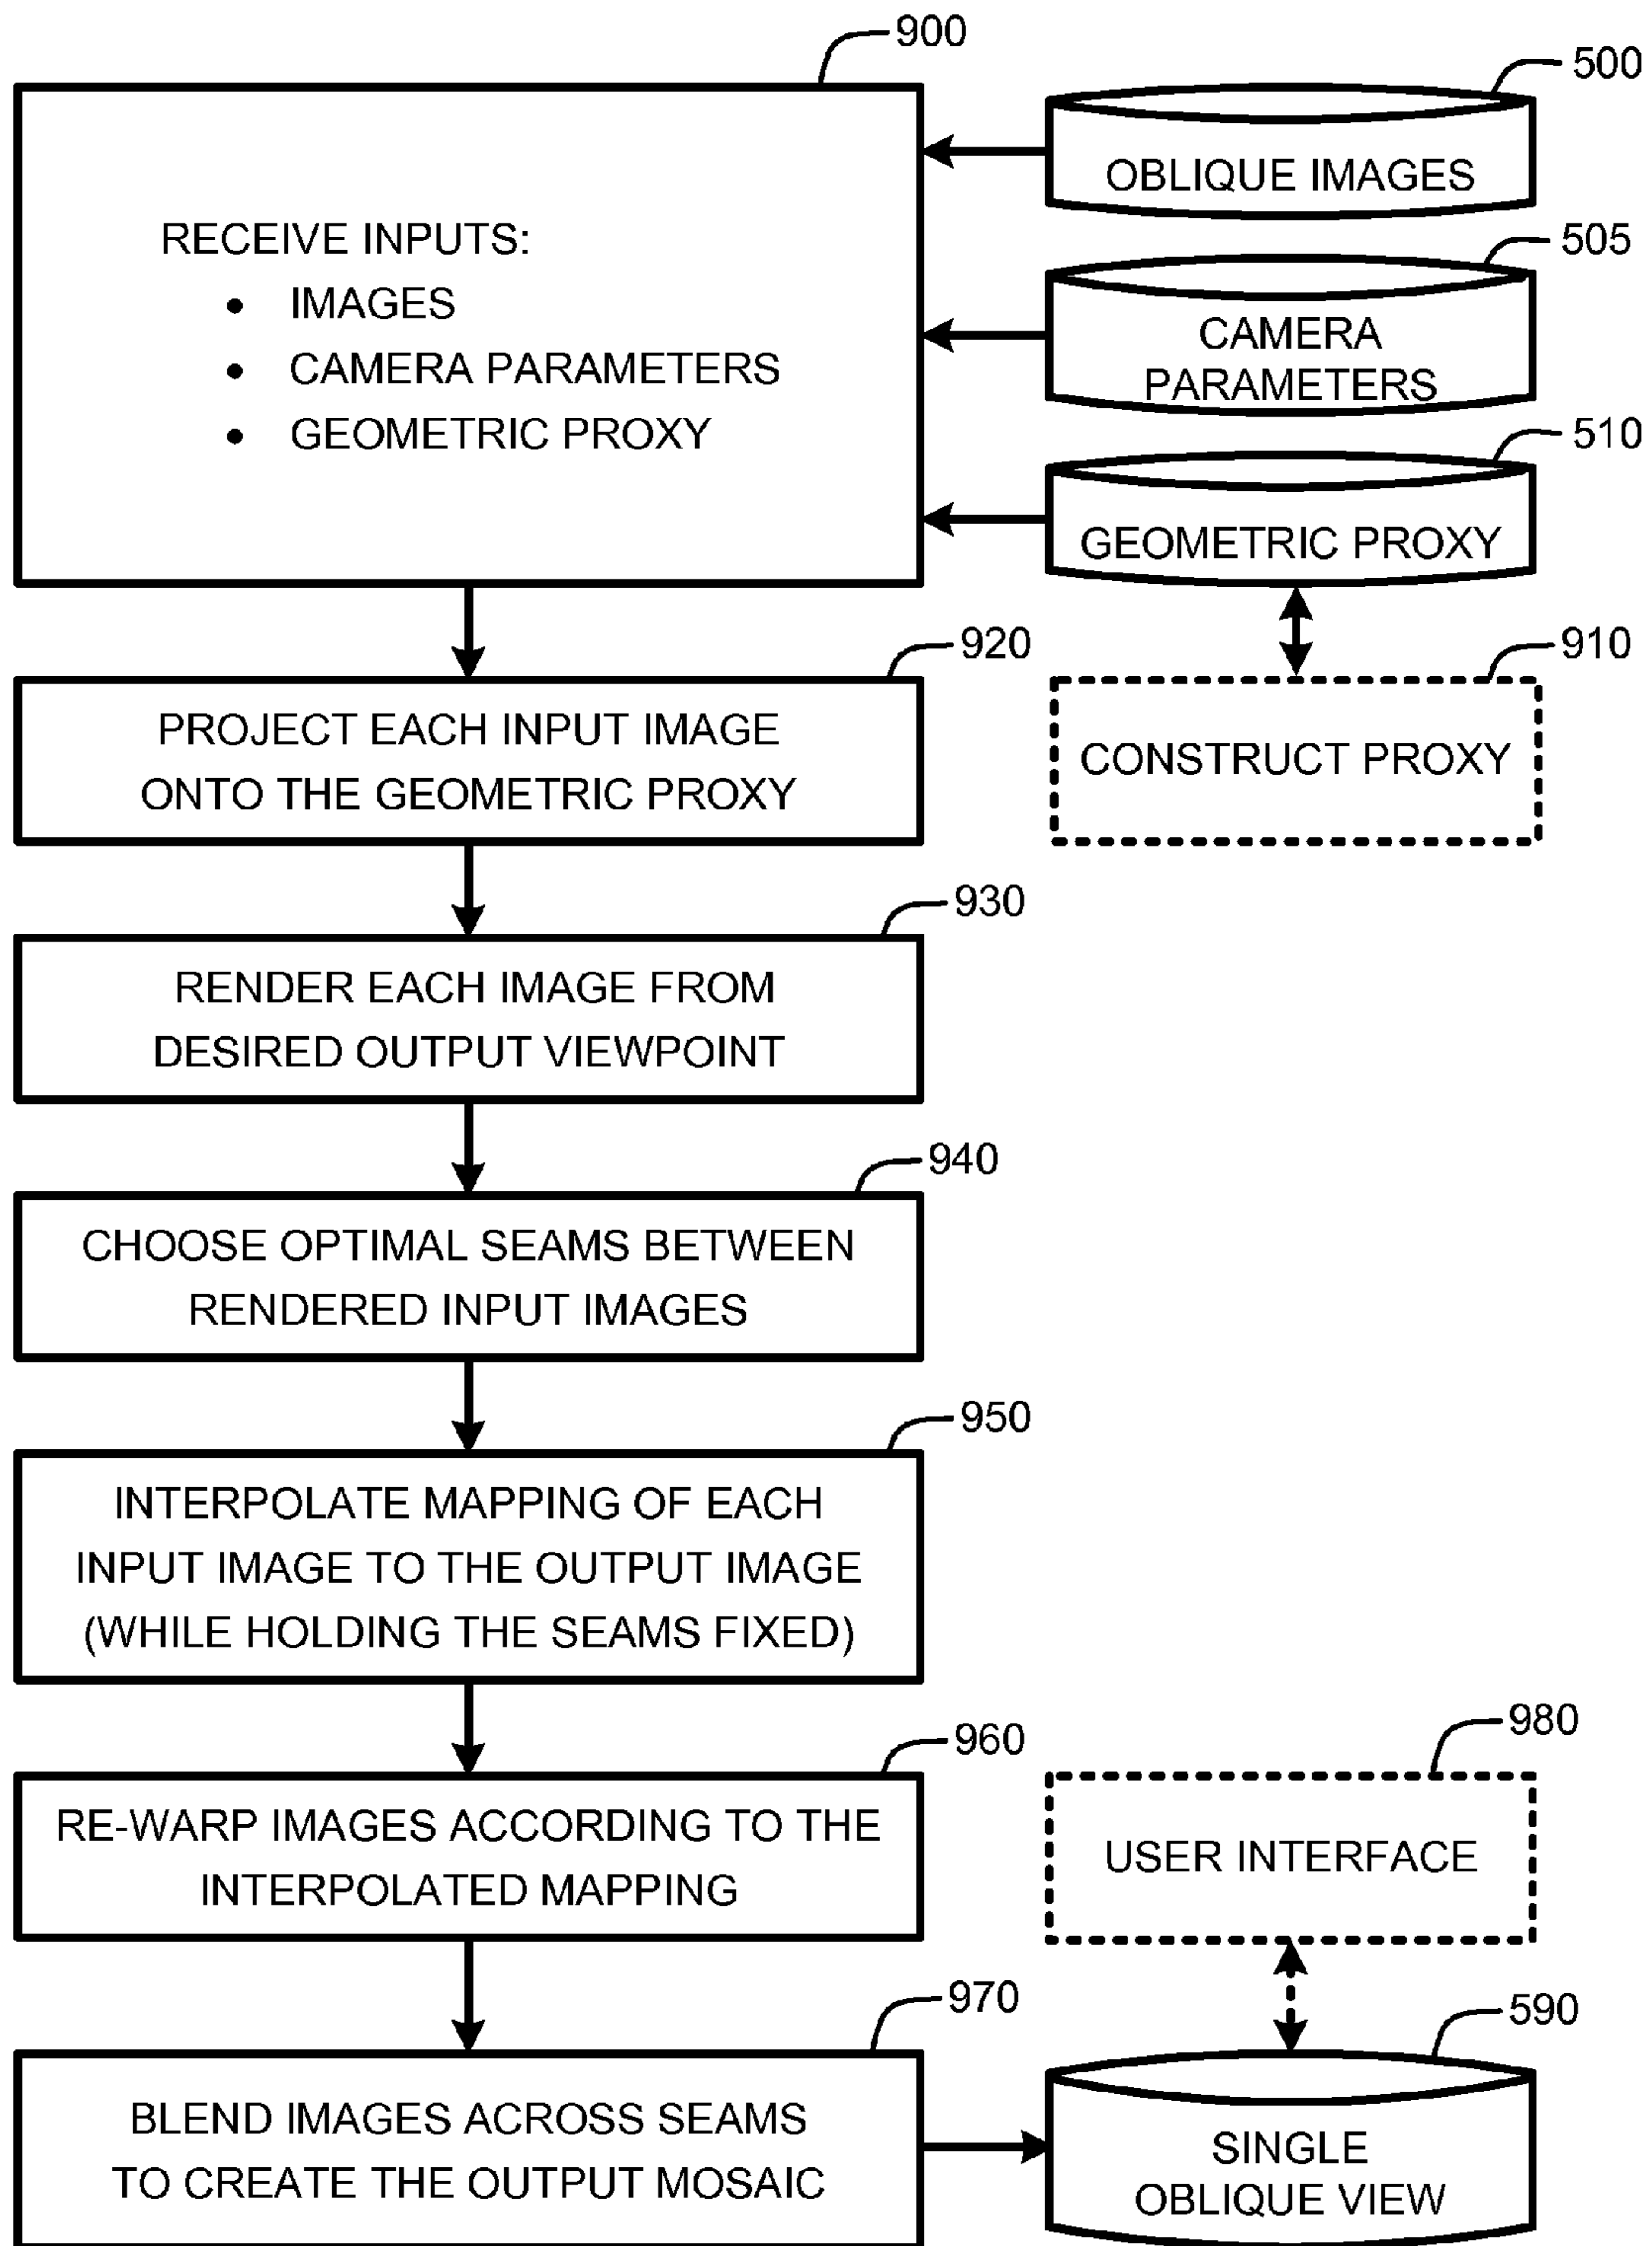 900
500
OBLIQUE IMAGES
RECEIVE INPUTS:
• IMAGES
• CAMERA PARAMETERS
• GEOMETRIC PROXY
505
CAMERA
PARAMETERS
510
GEOMETRIC PROXY
920
PROJECT EACH INPUT IMAGE
ONTO THE GEOMETRIC PROXY
910
CONSTRUCT PROXY
930
RENDER EACH IMAGE FROM
DESIRED OUTPUT VIEWPOINT
940
CHOOSE OPTIMAL SEAMS BETWEEN
RENDERED INPUT IMAGES
950
INTERPOLATE MAPPING OF EACH
INPUT IMAGE TO THE OUTPUT IMAGE
(WHILE HOLDING THE SEAMS FIXED)
960
RE-WARP IMAGES ACCORDING TO THE
INTERPOLATED MAPPING
980
USER INTERFACE
970
BLEND IMAGES ACROSS SEAMS
TO CREATE THE OUTPUT MOSAIC
590
SINGLE
OBLIQUE VIEW